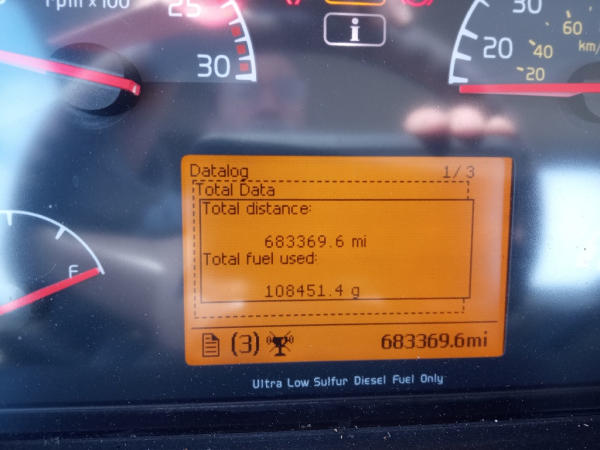 rpm x 100
25
30
i
30
20
60
40
20
km/
Datalog 1/3
Total Data
Total distance:
683369.6 mi
Total fuel used:
108451.4 g
F
(3) 683369.6mi
Ultra Low Sulfur Diesel Fuel Only